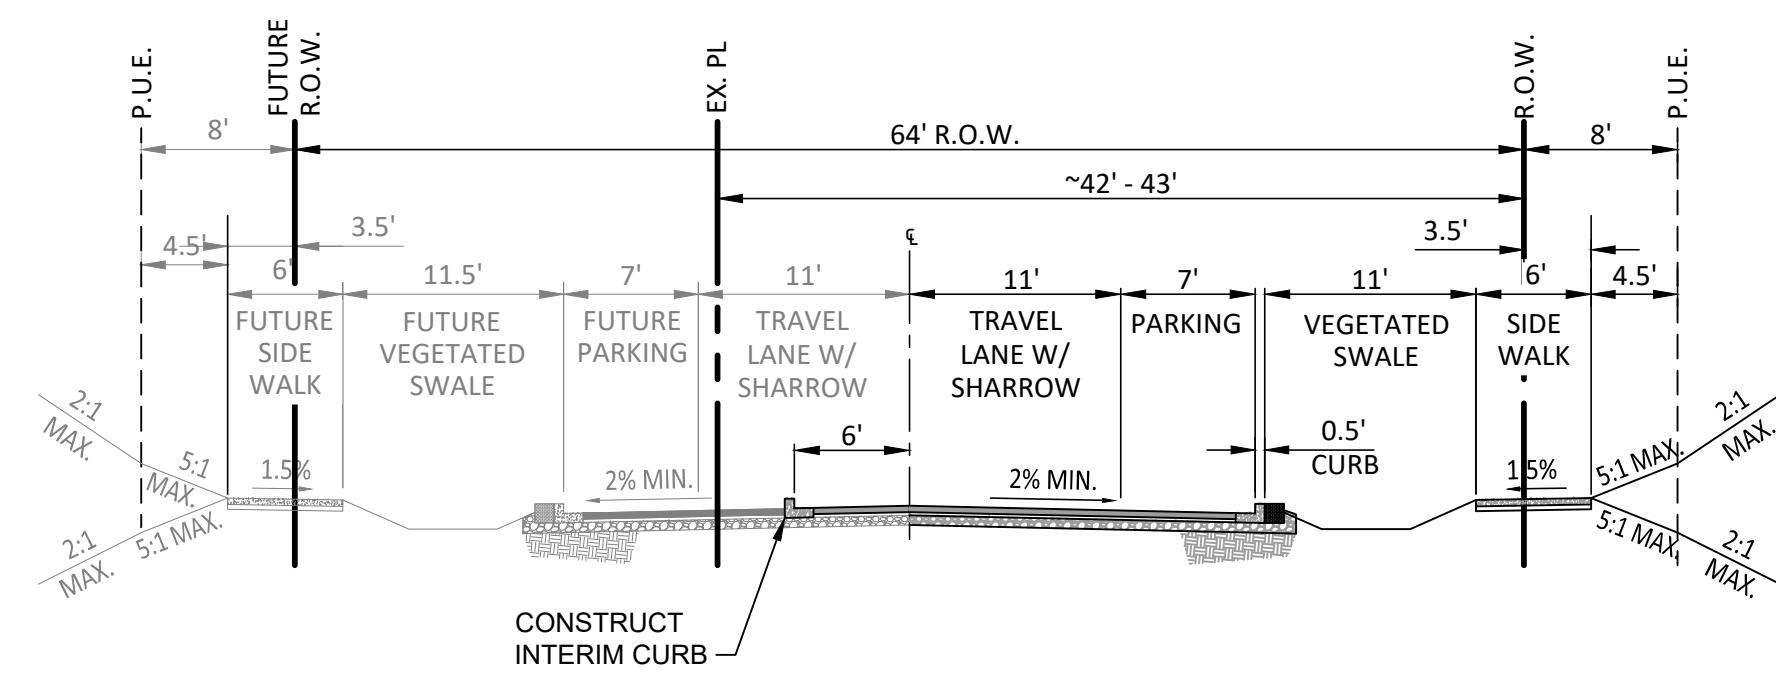 P.U.E.
FUTURE
R.O.W.
EX. PL
R.O.W.
P.U.E.
8'
64' R.O.W.
8'
~42' - 43'
4.5'
3.5'
℄
3.5'
6'
11.5'
7'
11'
11'
7'
11'
6'
4.5'
FUTURE
SIDE
WALK
FUTURE
VEGETATED
SWALE
FUTURE
PARKING
TRAVEL
LANE W/
SHARROW
TRAVEL
LANE W/
SHARROW
PARKING
VEGETATED
SWALE
SIDE
WALK
2:1
MAX.
5:1
MAX.
1.5%
2% MIN.
6'
2% MIN.
0.5'
CURB
1.5%
5:1 MAX.
2:1
MAX.
2:1
MAX.
5:1 MAX.
5:1 MAX.
2:1
MAX.
CONSTRUCT
INTERIM CURB